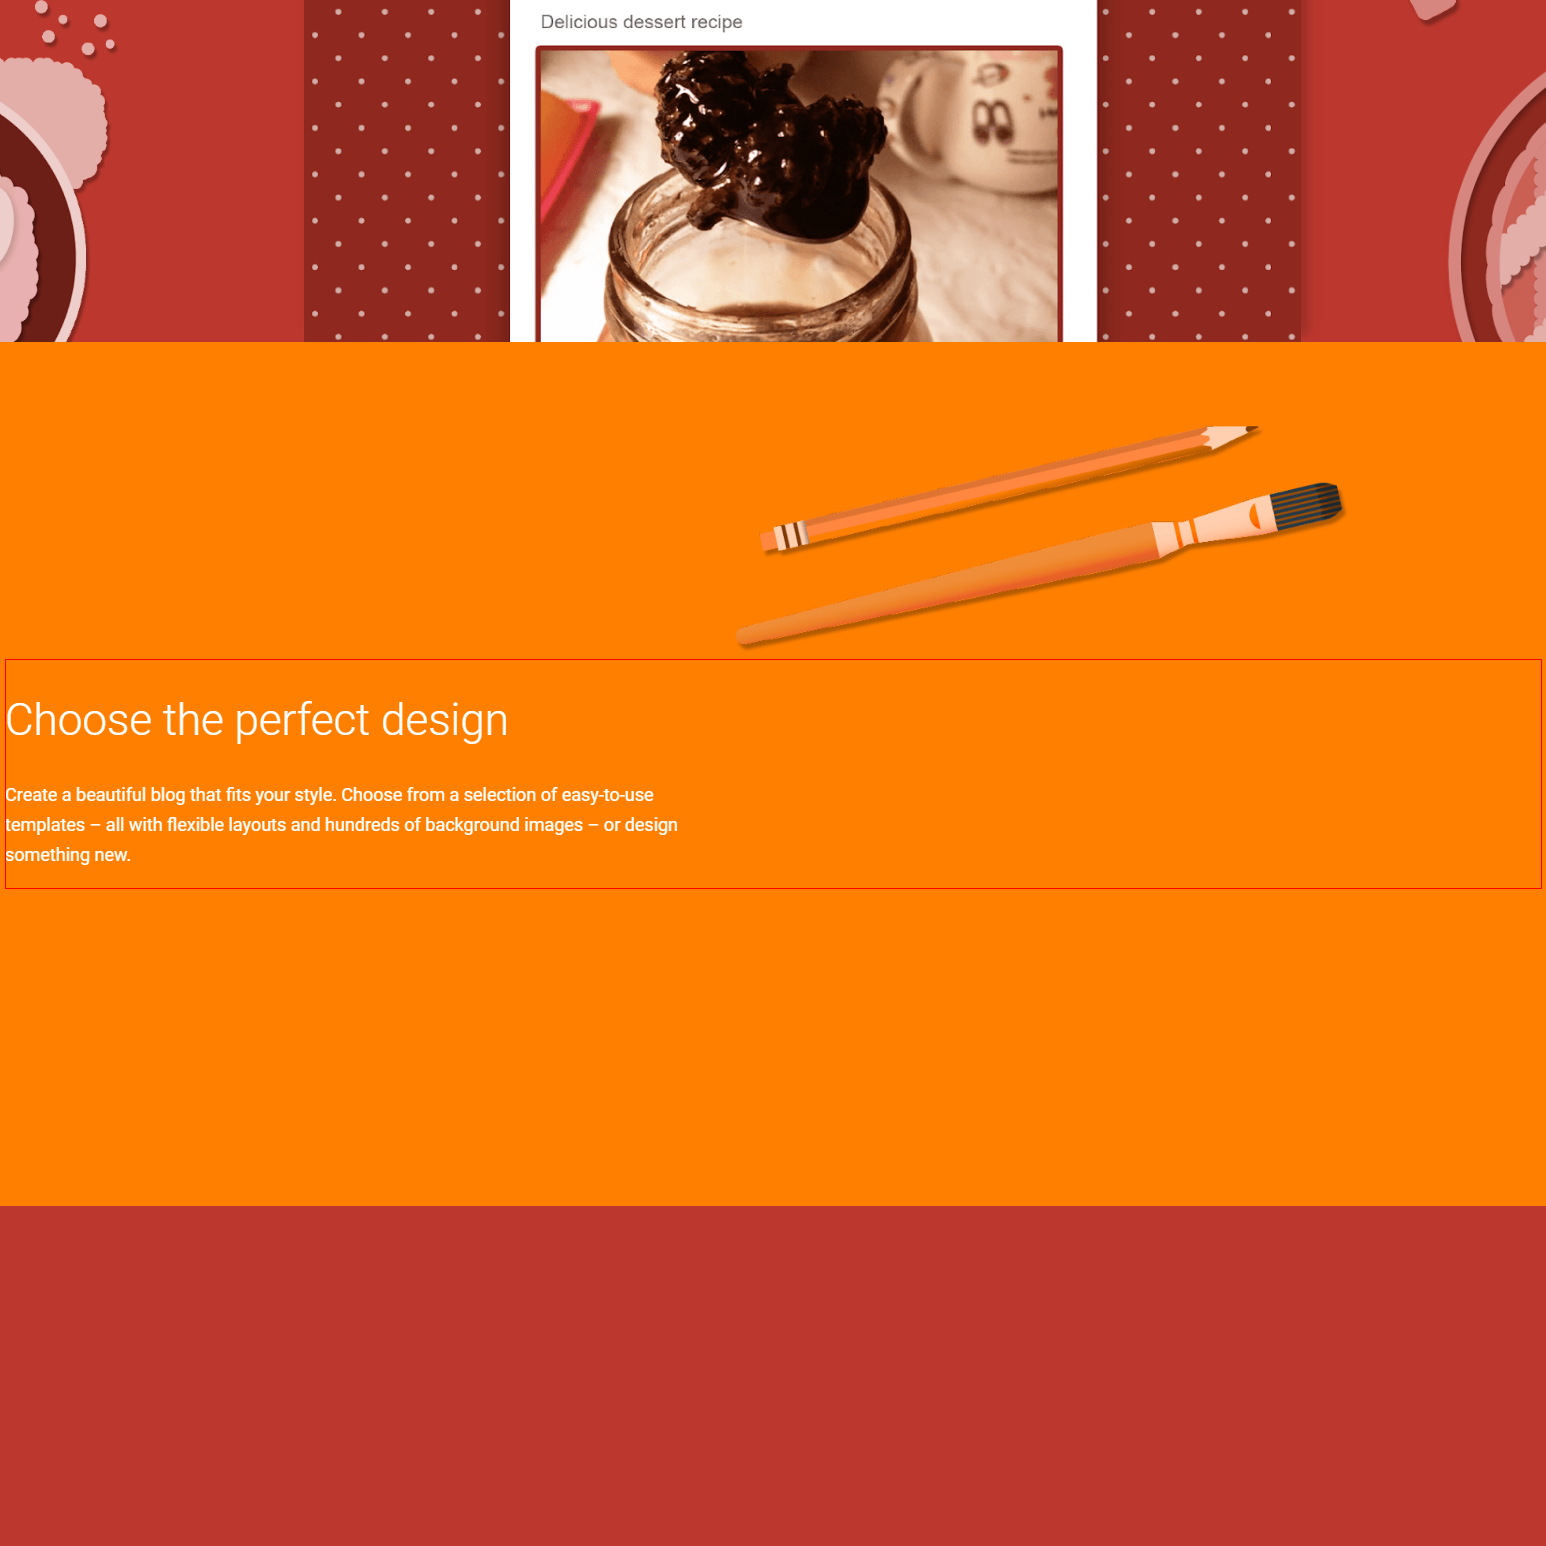 Delicious dessert recipe
Choose the perfect design
Create a beautiful blog that fits your style. Choose from a selection of easy-to-use
templates – all with flexible layouts and hundreds of background images – or design
something new.